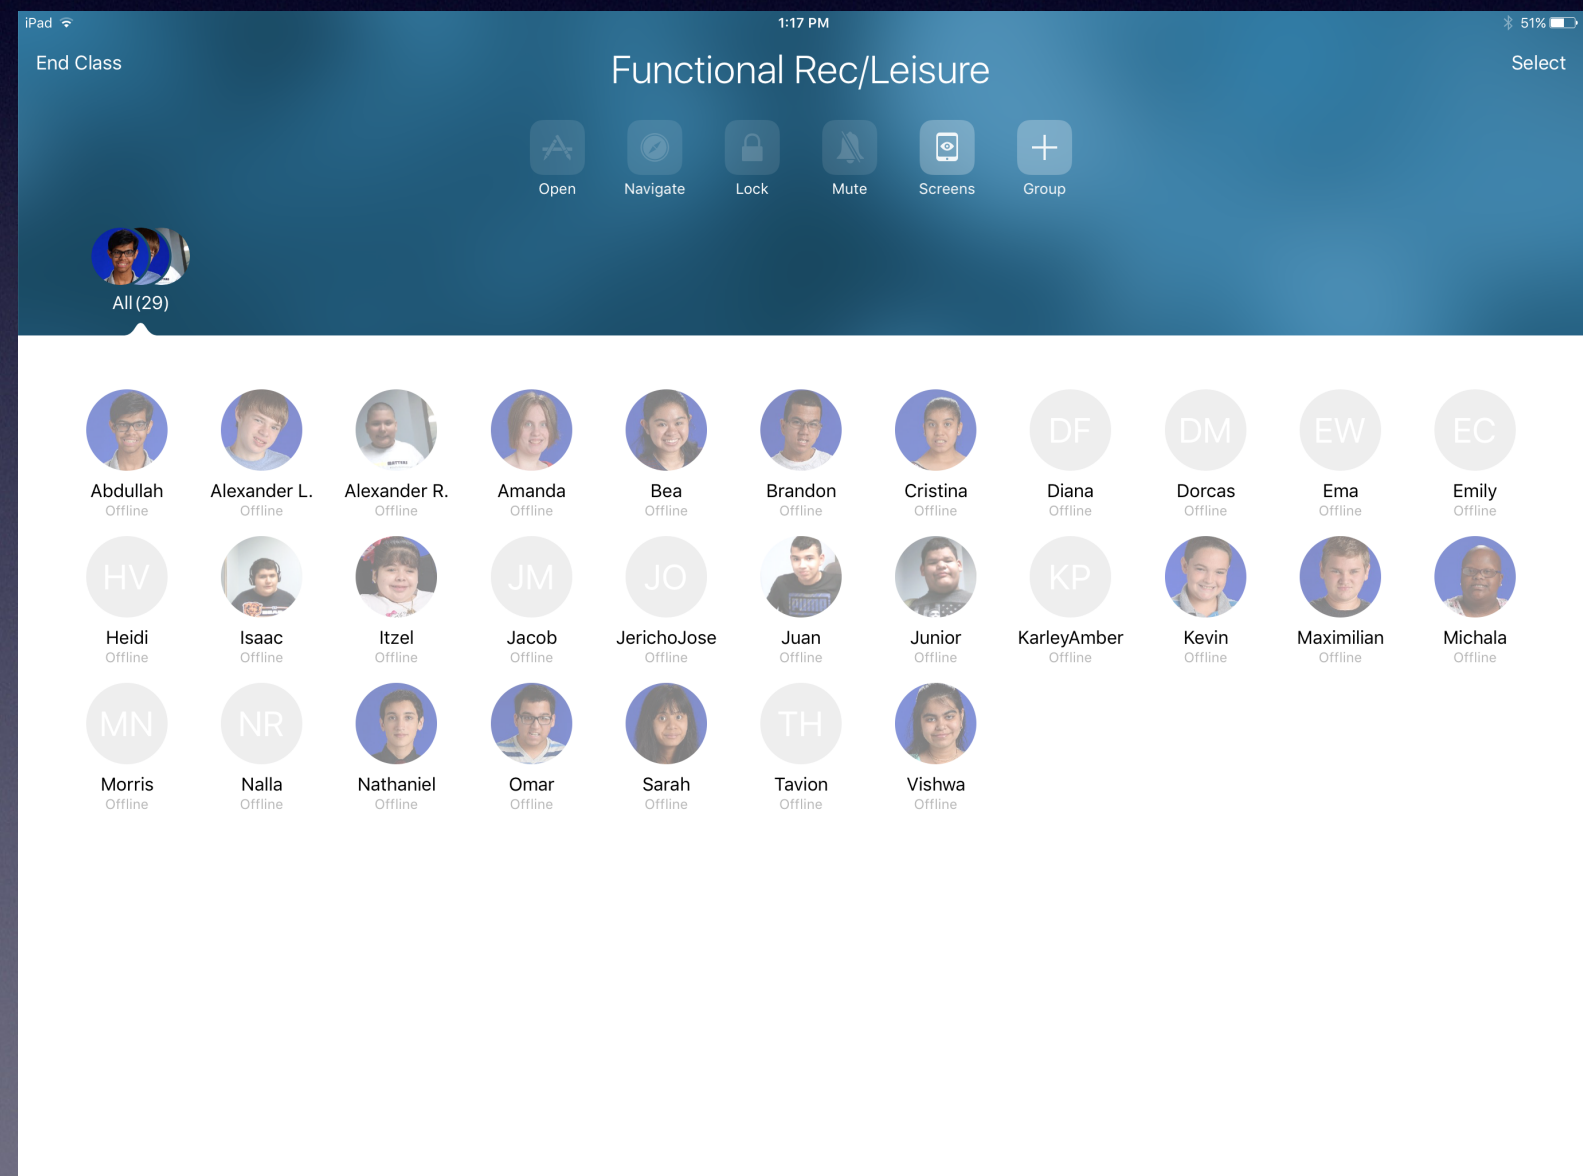 iPad 1:17 PM 51%
End Class Functional Rec/Leisure Select
Open Navigate Lock Mute Screens Group
All (29)
DF DM EW EC
Abdullah Alexander L. Alexander R. Amanda Bea Brandon Cristina Diana Dorcas Ema Emily
Offline Offline Offline Offline Offline Offline Offline Offline Offline Offline Offline
HV JM JO KP
Heidi Isaac Itzel Jacob JerichoJose Juan Junior KarleyAmber Kevin Maximilian Michala
Offline Offline Offline Offline Offline Offline Offline Offline Offline Offline Offline
MN NR TH
Morris Nalla Nathaniel Omar Sarah Tavion Vishwa
Offline Offline Offline Offline Offline Offline Offline